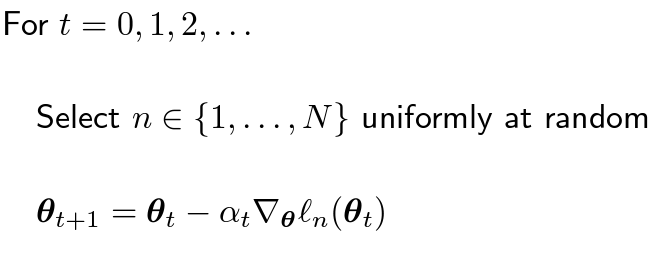 For t = 0, 1, 2, . . .
Select n ∈ {1, . . . , N} uniformly at random
θ_{t+1} = θ_t − α_t ∇_θ ℓ_n(θ_t)